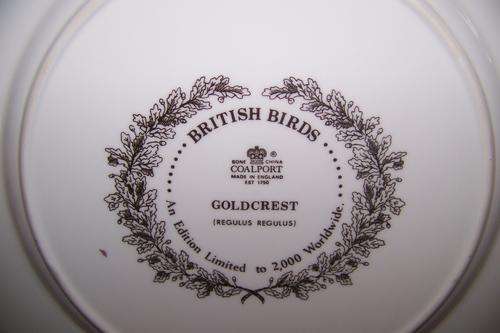 BRITISH BIRDS
BONE CHINA ®
COALPORT
MADE IN ENGLAND
EST 1750
GOLDCREST
(REGULUS REGULUS)
An Edition Limited to 2,000 Worldwide.